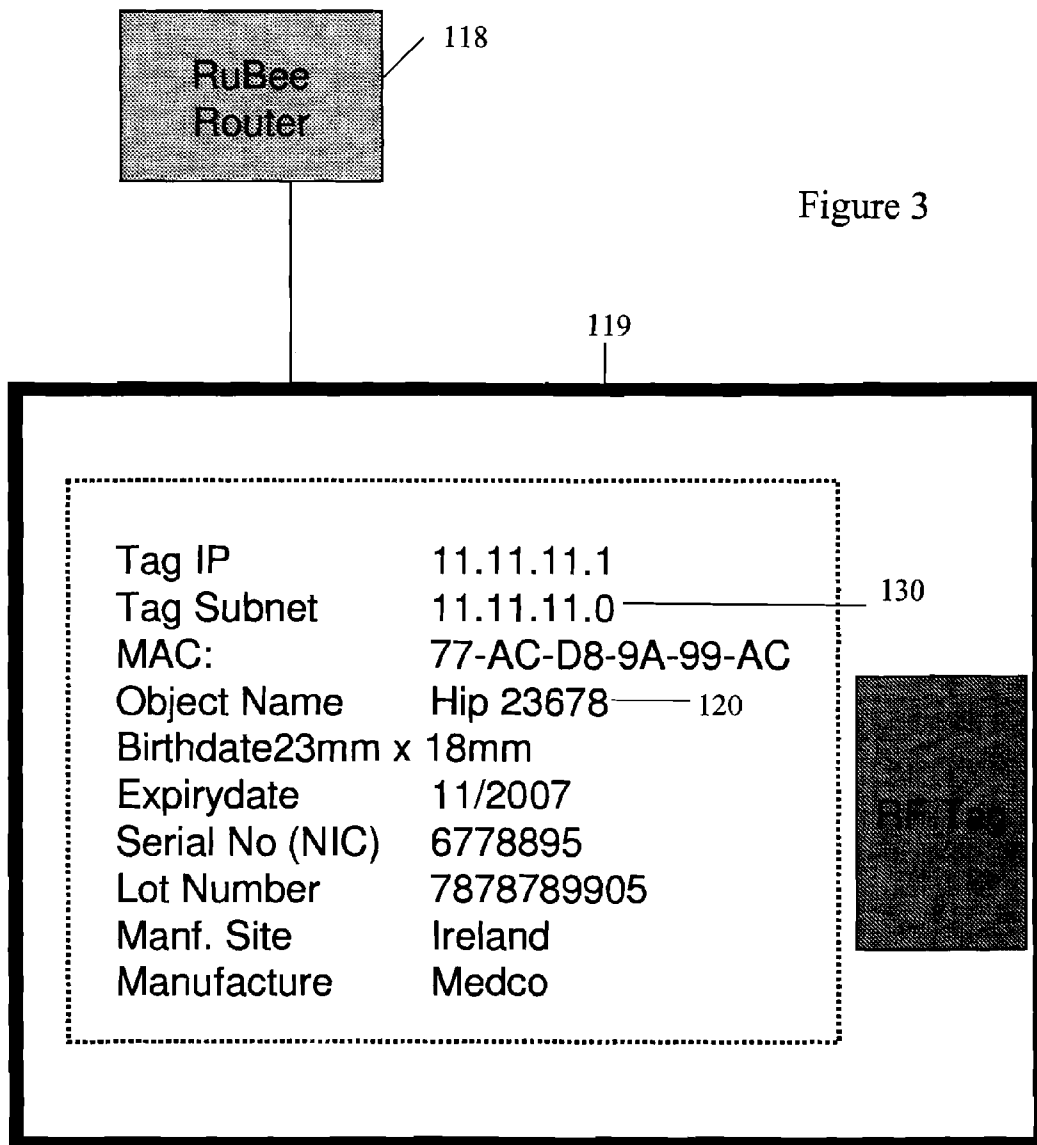 118
RuBee
Router
Figure 3
119
Tag IP 11.11.11.1
Tag Subnet 11.11.11.0 130
MAC: 77-AC-D8-9A-99-AC
Object Name Hip 23678 120
Birthdate23mm x 18mm
Expirydate 11/2007
Serial No (NIC) 6778895
Lot Number 7878789905
Manf. Site Ireland
Manufacture Medco
RF Tag